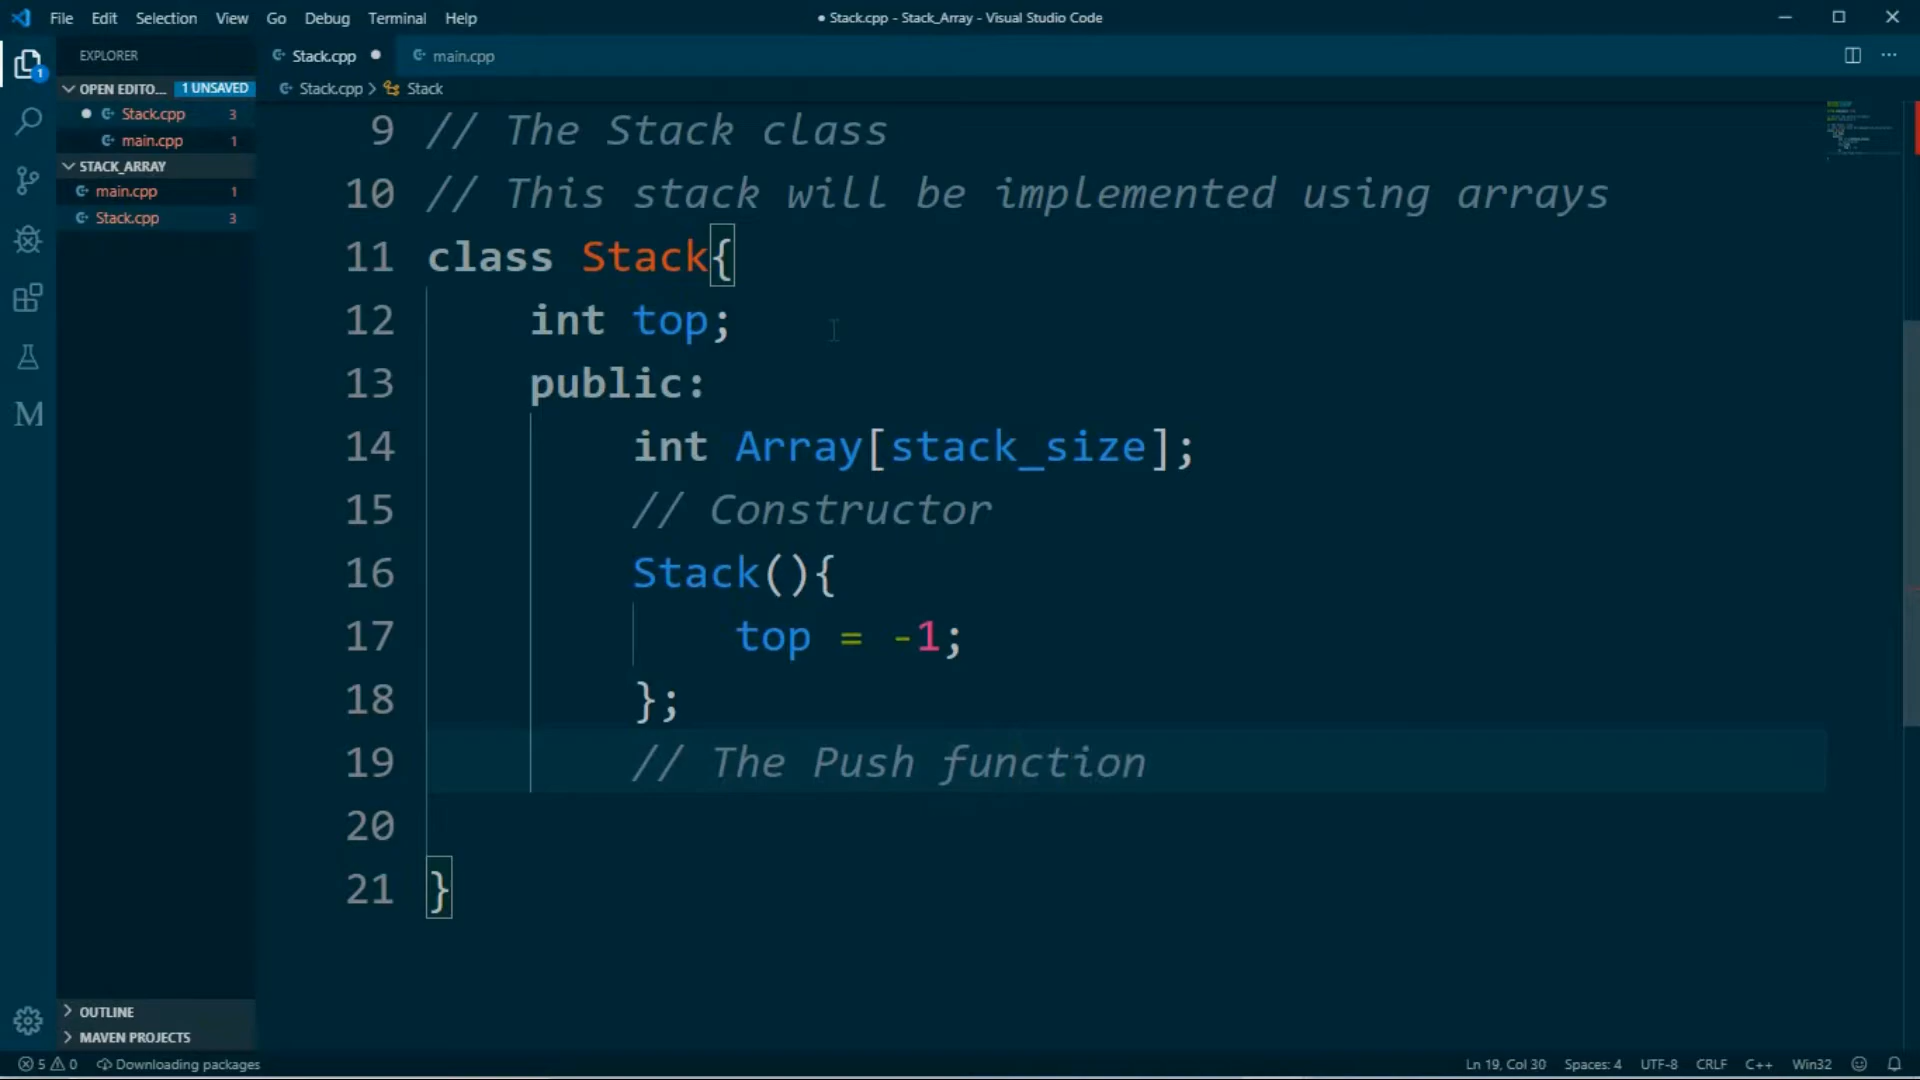 File Edit Selection View Go Debug Terminal Help
● Stack.cpp - Stack_Array - Visual Studio Code
EXPLORER
Stack.cpp ●
main.cpp
OPEN EDITO... 1 UNSAVED
Stack.cpp > Stack
● Stack.cpp 3
main.cpp 1
STACK_ARRAY
main.cpp 1
Stack.cpp 3
1
M
9 // The Stack class
10 // This stack will be implemented using arrays
11 class Stack{
12 int top;
13 public:
14 int Array[stack_size];
15 // Constructor
16 Stack(){
17 top = -1;
18 };
19 // The Push function
20
21 }
OUTLINE
MAVEN PROJECTS
5 0 Downloading packages
Ln 19, Col 30 Spaces: 4 UTF-8 CRLF C++ Win32